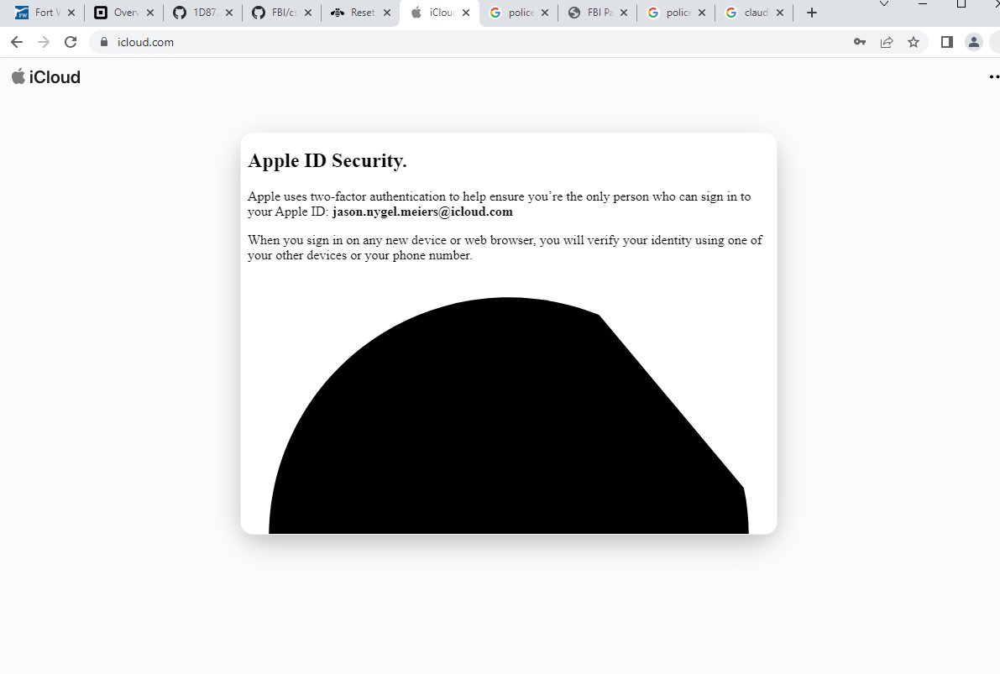 Fort
Overv
1D87
FBI/cs
Reset
iCloud
police
FBI Pa
police
claud
icloud.com
iCloud
Apple ID Security.
Apple uses two-factor authentication to help ensure you’re the only person who can sign in to
your Apple ID: jason.nygel.meiers@icloud.com
When you sign in on any new device or web browser, you will verify your identity using one of
your other devices or your phone number.